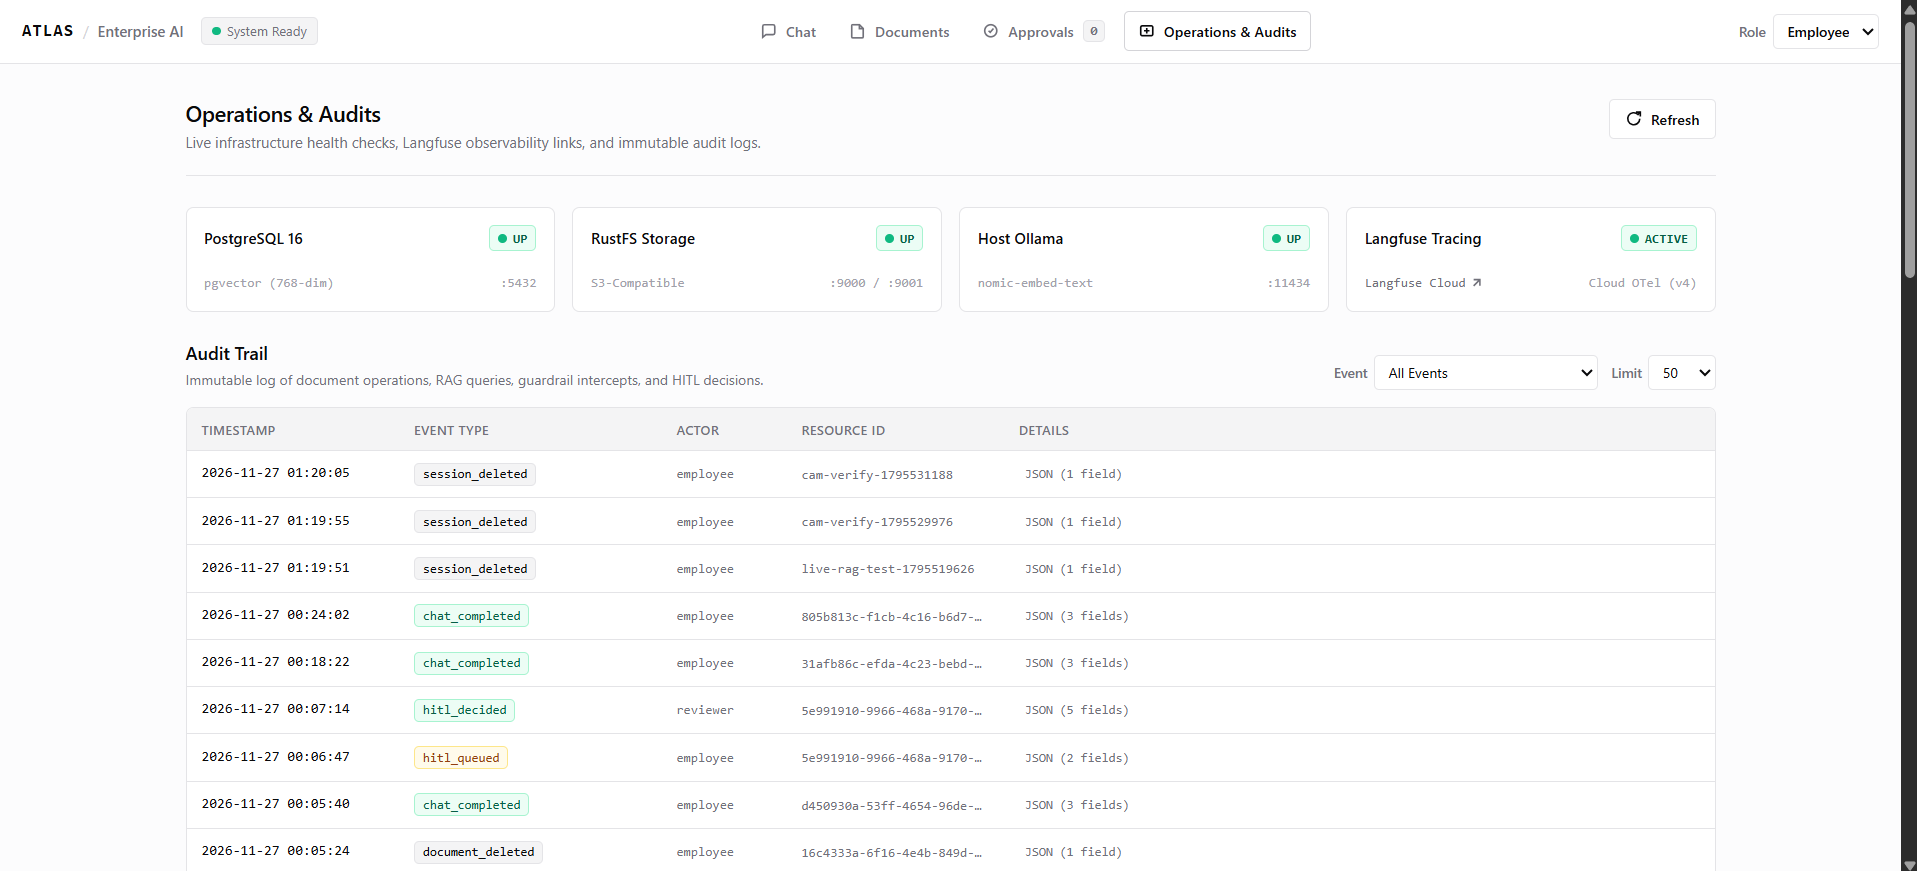 ATLAS / Enterprise AI System Ready Chat Documents Approvals 0 Operations & Audits Role Employee
Operations & Audits
Refresh
Live infrastructure health checks, Langfuse observability links, and immutable audit logs.
PostgreSQL 16 UP
pgvector (768-dim) :5432
RustFS Storage UP
S3-Compatible :9000 / :9001
Host Ollama UP
nomic-embed-text :11434
Langfuse Tracing ACTIVE
Langfuse Cloud ↗ Cloud OTel (v4)
Audit Trail
Immutable log of document operations, RAG queries, guardrail intercepts, and HITL decisions.
Event All Events Limit 50
TIMESTAMP EVENT TYPE ACTOR RESOURCE ID DETAILS
2026-11-27 01:20:05 session_deleted employee cam-verify-1795531188 JSON (1 field)
2026-11-27 01:19:55 session_deleted employee cam-verify-1795529976 JSON (1 field)
2026-11-27 01:19:51 session_deleted employee live-rag-test-1795519626 JSON (1 field)
2026-11-27 00:24:02 chat_completed employee 805b813c-f1cb-4c16-b6d7-… JSON (3 fields)
2026-11-27 00:18:22 chat_completed employee 31afb86c-efda-4c23-bebd-… JSON (3 fields)
2026-11-27 00:07:14 hitl_decided reviewer 5e991910-9966-468a-9170-… JSON (5 fields)
2026-11-27 00:06:47 hitl_queued employee 5e991910-9966-468a-9170-… JSON (2 fields)
2026-11-27 00:05:40 chat_completed employee d450930a-53ff-4654-96de-… JSON (3 fields)
2026-11-27 00:05:24 document_deleted employee 16c4333a-6f16-4e4b-849d-… JSON (1 field)